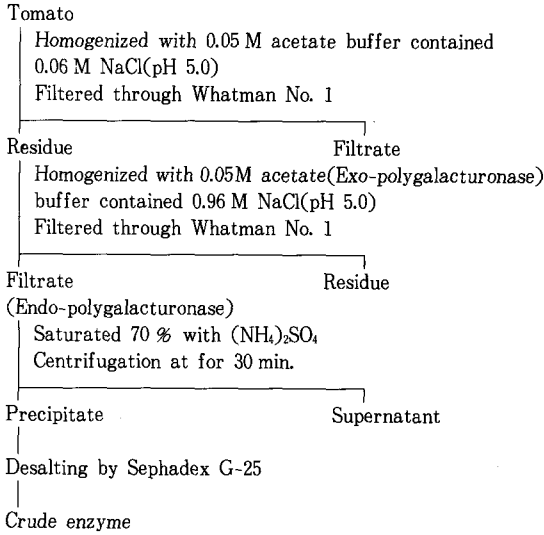 Tomato
Homogenized with 0.05 M acetate buffer contained
0.06 M NaCl(pH 5.0)
Filtered through Whatman No. 1
Residue Filtrate
Homogenized with 0.05M acetate(Exo-polygalacturonase)
buffer contained 0.96 M NaCl(pH 5.0)
Filtered through Whatman No. 1
Filtrate Residue
(Endo-polygalacturonase)
Saturated 70 % with (NH₄)₂SO₄
Centrifugation at for 30 min.
Precipitate Supernatant
Desalting by Sephadex G-25
Crude enzyme